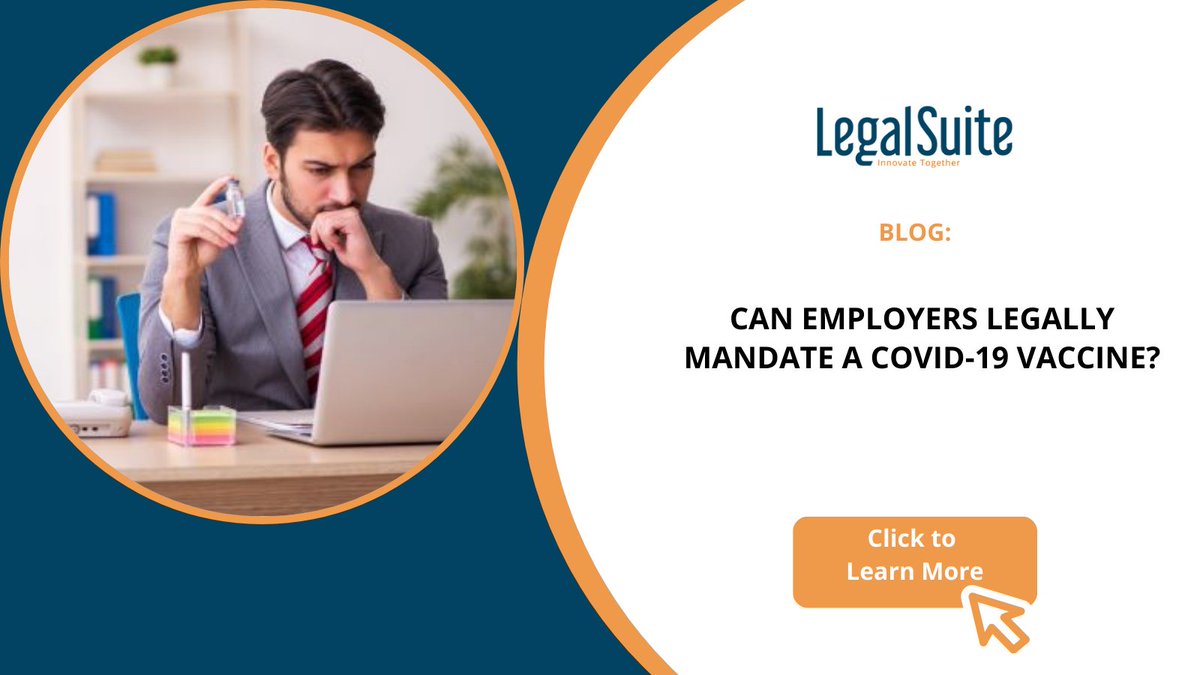 LegalSuite
Innovate Together
BLOG:
CAN EMPLOYERS LEGALLY
MANDATE A COVID-19 VACCINE?
Click to
Learn More